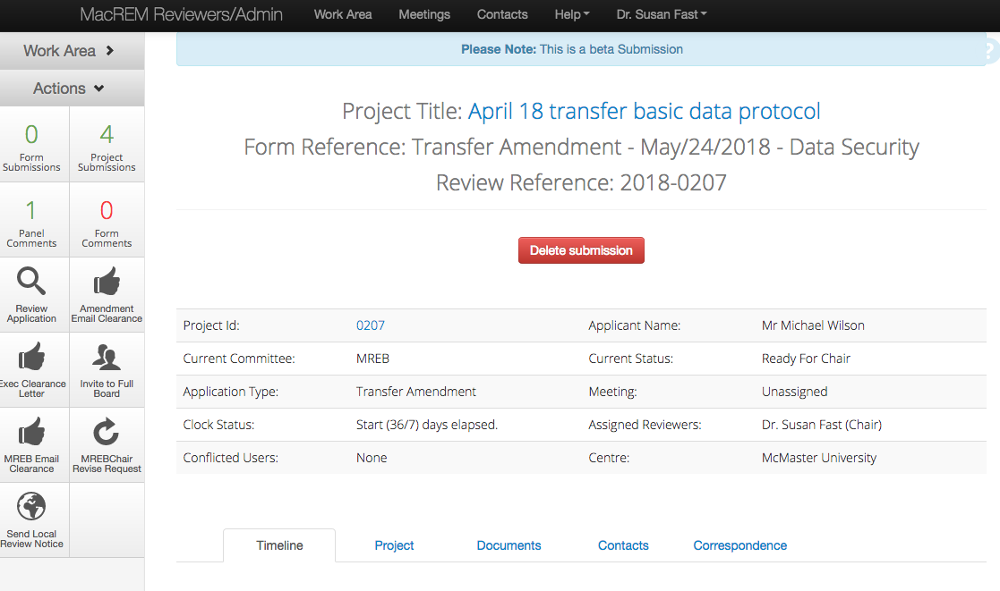 MacREM Reviewers/Admin Work Area Meetings Contacts Help Dr. Susan Fast
Work Area
Actions
0 4
Form Project
Submissions Submissions
1 0
Panel Form
Comments Comments
Review Amendment
Application Email Clearance
Exec Clearance Invite to Full
Letter Board
MREB Email MREBChair
Clearance Revise Request
Send Local
Review Notice
Please Note: This is a beta Submission
?
Project Title: April 18 transfer basic data protocol
Form Reference: Transfer Amendment - May/24/2018 - Data Security
Review Reference: 2018-0207
Delete submission
Project Id: 0207 Applicant Name: Mr Michael Wilson
Current Committee: MREB Current Status: Ready For Chair
Application Type: Transfer Amendment Meeting: Unassigned
Clock Status: Start (36/7) days elapsed. Assigned Reviewers: Dr. Susan Fast (Chair)
Conflicted Users: None Centre: McMaster University
Timeline Project Documents Contacts Correspondence